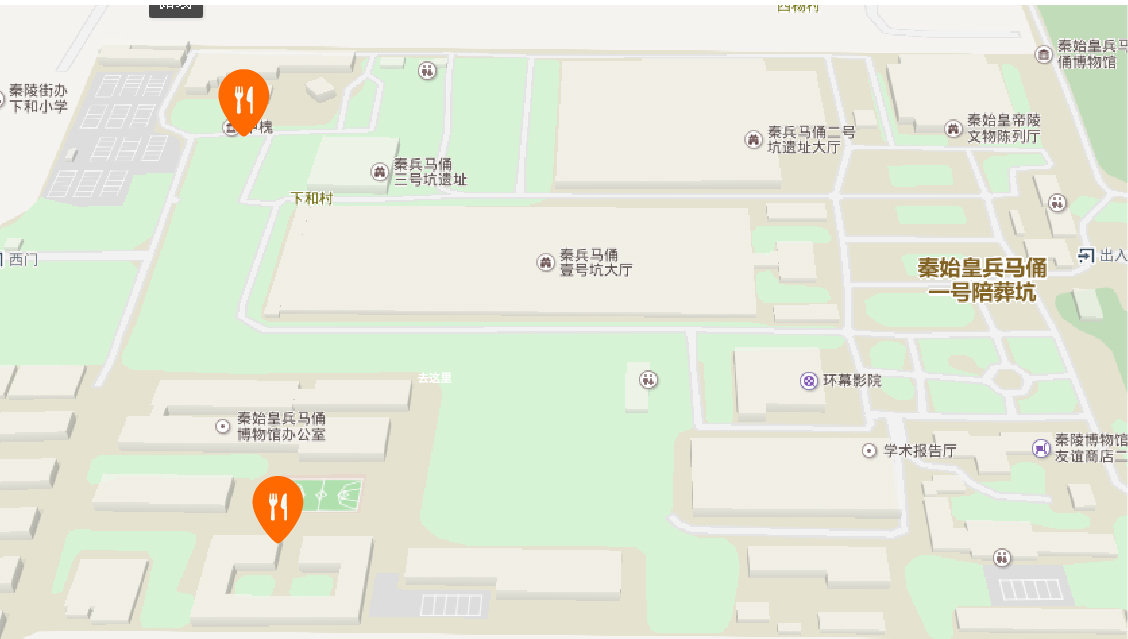 西杨村
秦始皇兵马
俑博物馆
秦陵街办
下和小学
中槐
秦兵马俑二号
坑遗址大厅
秦始皇帝陵
文物陈列厅
秦兵马俑
三号坑遗址
下和村
西门
秦兵马俑
壹号坑大厅
出入
秦始皇兵马俑
一号陪葬坑
去这里
环幕影院
秦始皇兵马俑
博物馆办公室
学术报告厅
秦陵博物馆
友谊商店二